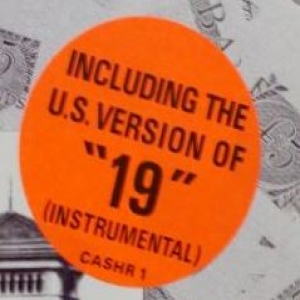 INCLUDING THE
U.S. VERSION OF
"19"
(INSTRUMENTAL)
CASHR 1